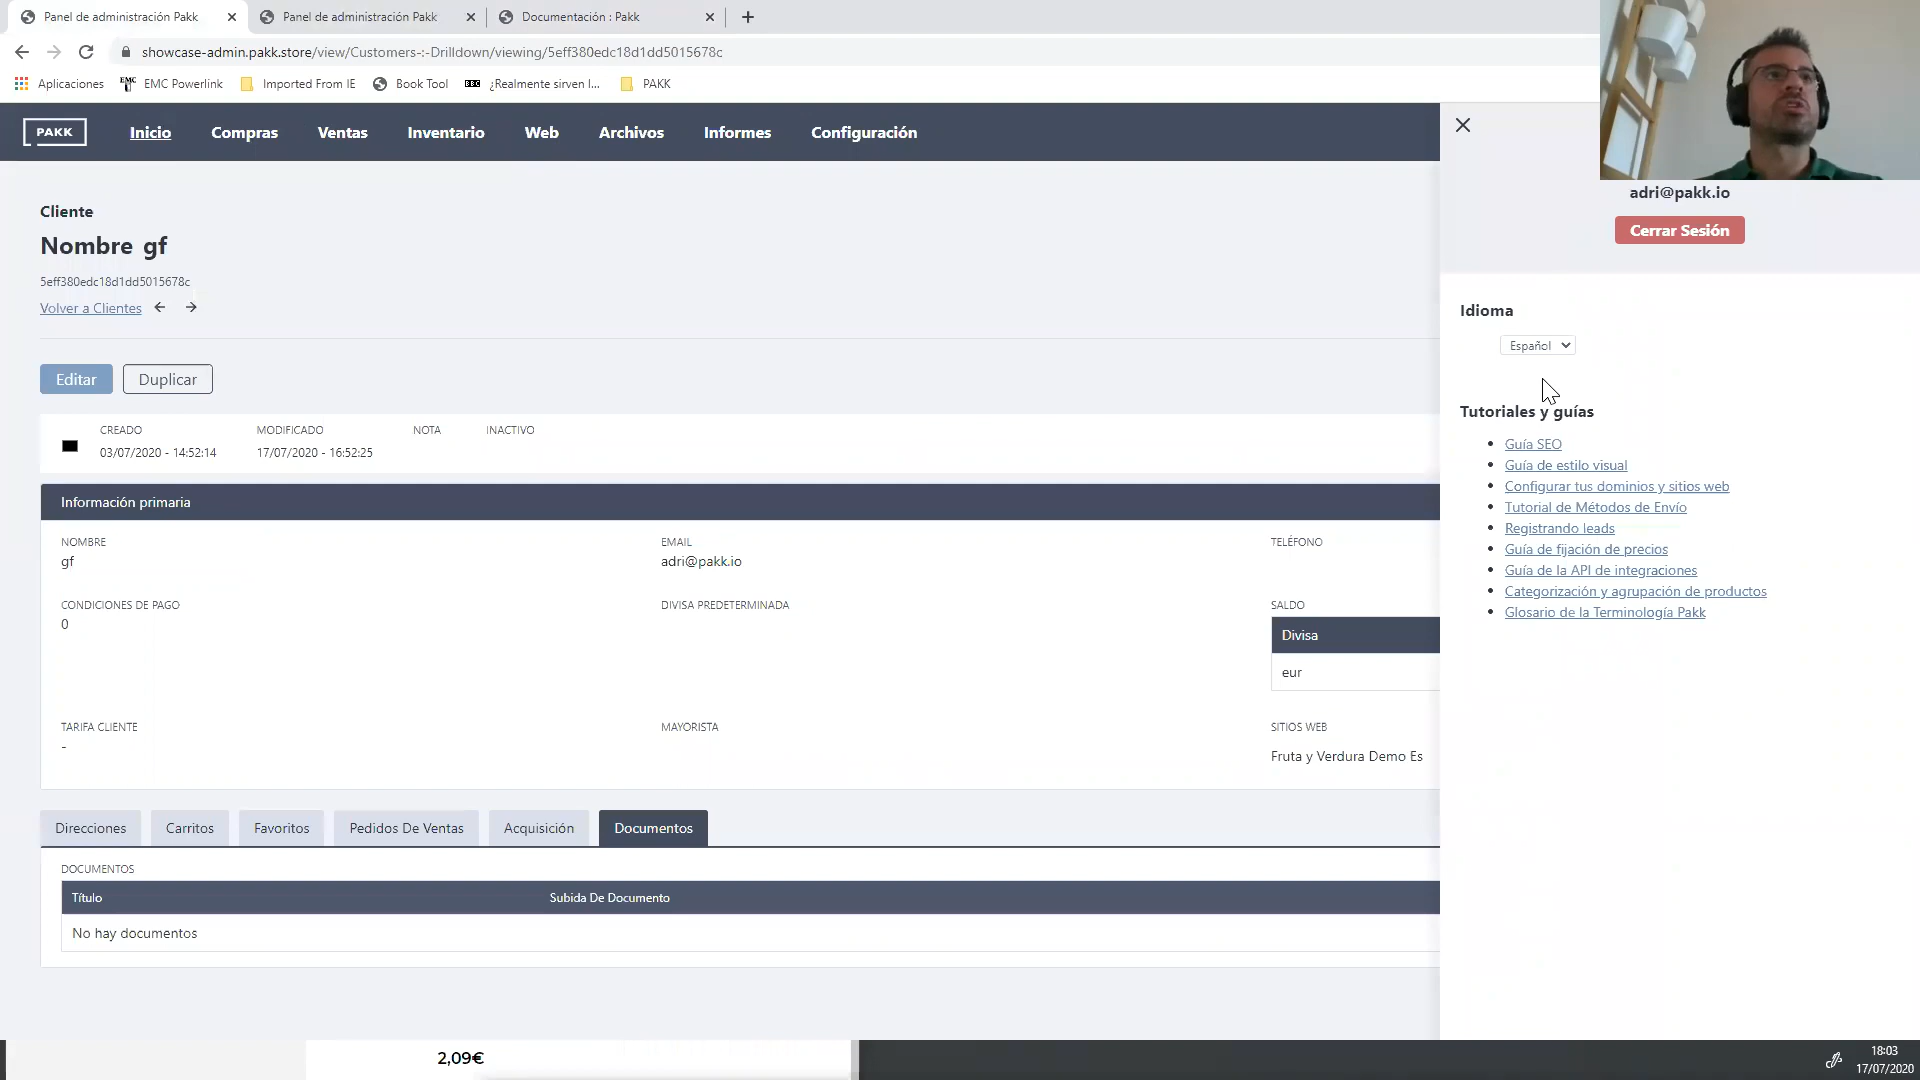 Panel de administración Pakk
Panel de administración Pakk
Documentación : Pakk
showcase-admin.pakk.store/view/Customers-:-Drilldown/viewing/5eff380edc18d1dd5015678c
Aplicaciones
EMC
EMC Powerlink
Imported From IE
Book Tool
BBC
¿Realmente sirven l...
PAKK
PAKK
Inicio
Compras
Ventas
Inventario
Web
Archivos
Informes
Configuración
adri@pakk.io
Cerrar Sesión
Cliente
Nombre gf
5eff380edc18d1dd5015678c
Volver a Clientes
Editar
Duplicar
CREADO
MODIFICADO
NOTA
INACTIVO
03/07/2020 - 14:52:14
17/07/2020 - 16:52:25
Información primaria
NOMBRE
EMAIL
TELÉFONO
gf
adri@pakk.io
CONDICIONES DE PAGO
DIVISA PREDETERMINADA
SALDO
0
Divisa
eur
TARIFA CLIENTE
MAYORISTA
SITIOS WEB
-
Fruta y Verdura Demo Es
Direcciones
Carritos
Favoritos
Pedidos De Ventas
Acquisición
Documentos
DOCUMENTOS
Título
Subida De Documento
No hay documentos
Idioma
Español
Tutoriales y guías
Guía SEO
Guía de estilo visual
Configurar tus dominios y sitios web
Tutorial de Métodos de Envío
Registrando leads
Guía de fijación de precios
Guía de la API de integraciones
Categorización y agrupación de productos
Glosario de la Terminología Pakk
2,09€
18:03
17/07/2020